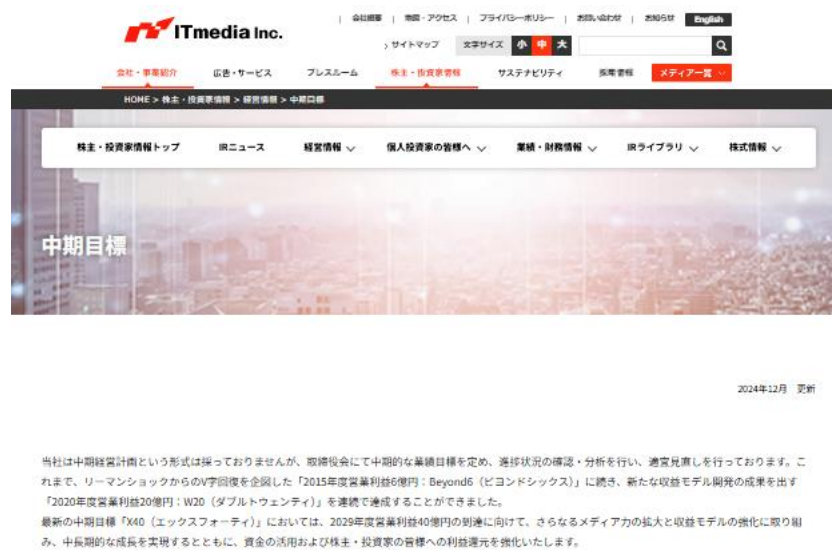 ITmedia Inc.
会社概要 | 地図・アクセス | プライバシーポリシー | お問い合わせ | お知らせ English
サイトマップ 文字サイズ 小 中 大
会社・事業紹介 広告・サービス プレスルーム 株主・投資家情報 サステナビリティ 採用情報 メディア一覧
HOME > 株主・投資家情報 > 経営情報 > 中期目標
株主・投資家情報トップ IRニュース 経営情報 個人投資家の皆様へ 業績・財務情報 IRライブラリ 株式情報
中期目標
2024年12月 更新
当社は中期経営計画という形式は採っておりませんが、取締役会にて中期的な業績目標を定め、進捗状況の確認・分析を行い、適宜見直しを行っております。こ
れまで、リーマンショックからのV字回復を企図した「2015年度営業利益6億円：Beyond6（ビヨンドシックス）」に続き、新たな収益モデル開発の成果を出す
「2020年度営業利益20億円：W20（ダブルトウェンティ）」を連続で達成することができました。
最新の中期目標「X40（エックスフォーティ）」においては、2029年度営業利益40億円の到達に向けて、さらなるメディア力の拡大と収益モデルの強化に取り組
み、中長期的な成長を実現するとともに、資金の活用および株主・投資家の皆様への利益還元を強化いたします。